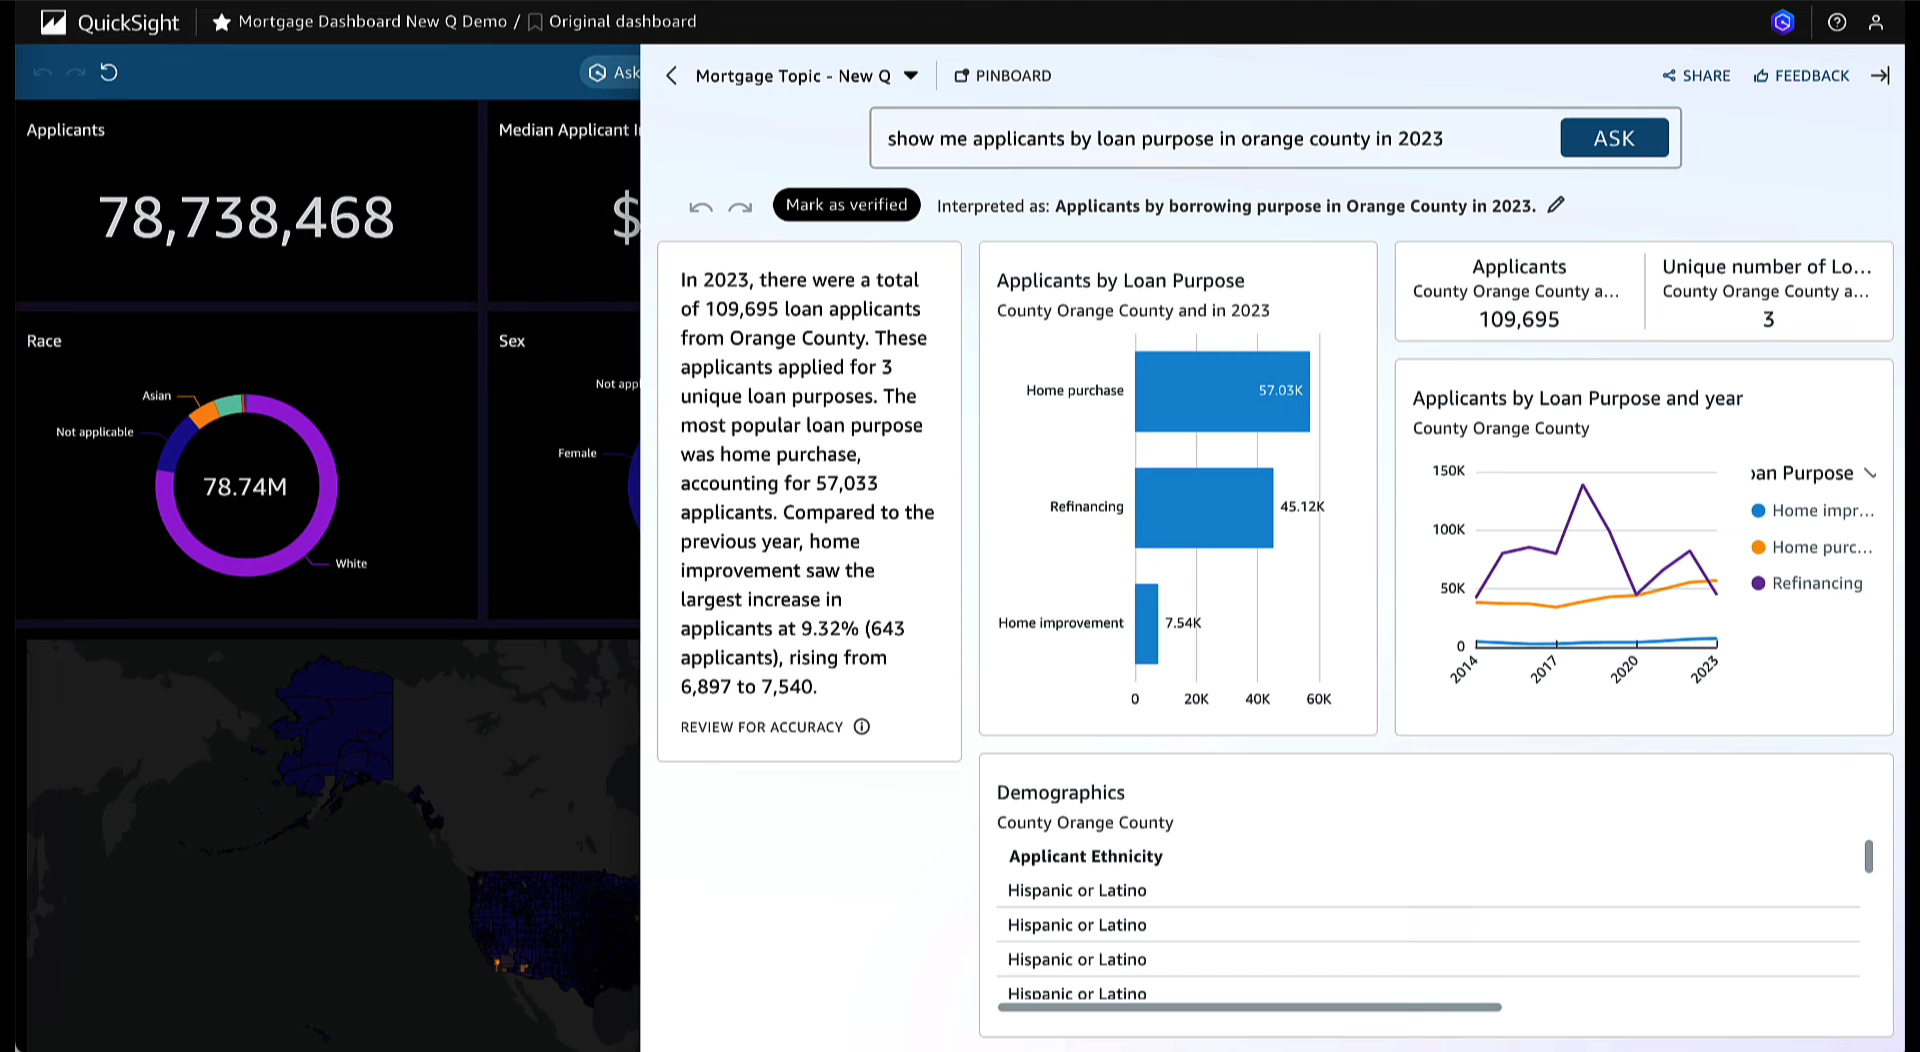 QuickSight
Mortgage Dashboard New Q Demo / Original dashboard
Ask
Mortgage Topic - New Q
PINBOARD
SHARE
FEEDBACK
show me applicants by loan purpose in orange county in 2023
ASK
Mark as verified
Interpreted as: Applicants by borrowing purpose in Orange County in 2023.
Applicants
78,738,468
Median Applicant I
$
Race
Asian
Not applicable
78.74M
White
Sex
Not appl
Female
In 2023, there were a total
of 109,695 loan applicants
from Orange County. These
applicants applied for 3
unique loan purposes. The
most popular loan purpose
was home purchase,
accounting for 57,033
applicants. Compared to the
previous year, home
improvement saw the
largest increase in
applicants at 9.32% (643
applicants), rising from
6,897 to 7,540.
REVIEW FOR ACCURACY
Applicants by Loan Purpose
County Orange County and in 2023
Home purchase
57.03K
Refinancing
45.12K
Home improvement
7.54K
0
20K
40K
60K
Applicants
County Orange County a...
109,695
Unique number of Lo...
County Orange County a...
3
Applicants by Loan Purpose and year
County Orange County
150K
100K
50K
0
2014
2017
2020
2023
an Purpose
Home impr...
Home purc...
Refinancing
Demographics
County Orange County
Applicant Ethnicity
Hispanic or Latino
Hispanic or Latino
Hispanic or Latino
Hispanic or Latino